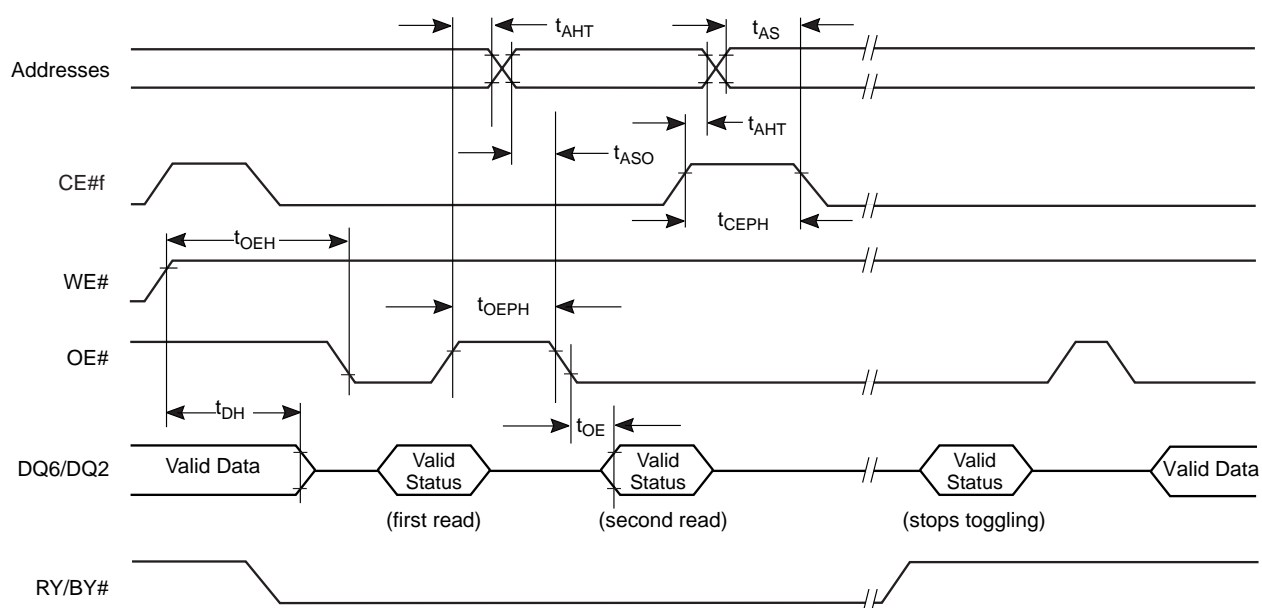 tAHT
tAS
Addresses
tAHT
tASO
CE#f
tCEPH
tOEH
WE#
tOEPH
OE#
tDH
tOE
DQ6/DQ2
Valid Data
Valid
Status
Valid
Status
Valid
Status
Valid Data
(first read)
(second read)
(stops toggling)
RY/BY#